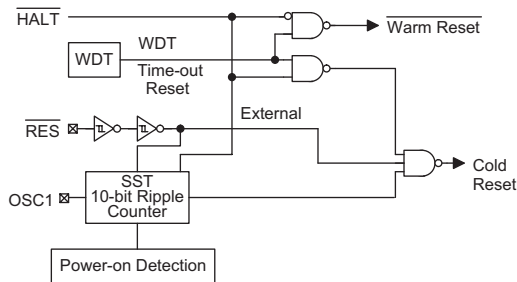 HALT
WDT
WDT
Time-out
Reset
Warm Reset
RES
External
Cold
Reset
OSC1
SST
10-bit Ripple
Counter
Power-on Detection